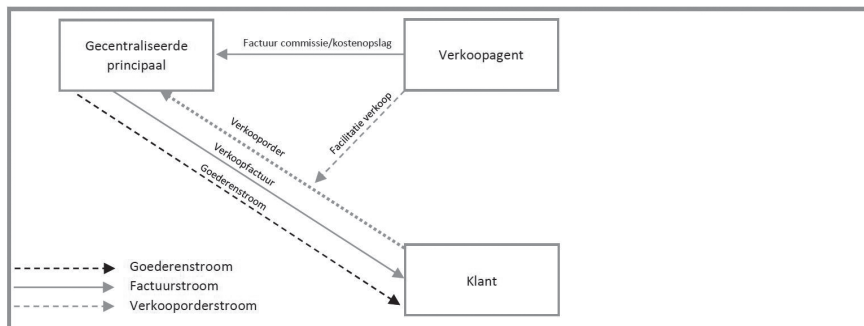 Gecentraliseerde
principaal
Factuur commissie/kostenopslag
Verkoopagent
Facilitatie verkoop
Verkooporder
Verkoopfactuur
Goederenstroom
Klant
Goederenstroom
Factuurstroom
Verkooporderstroom